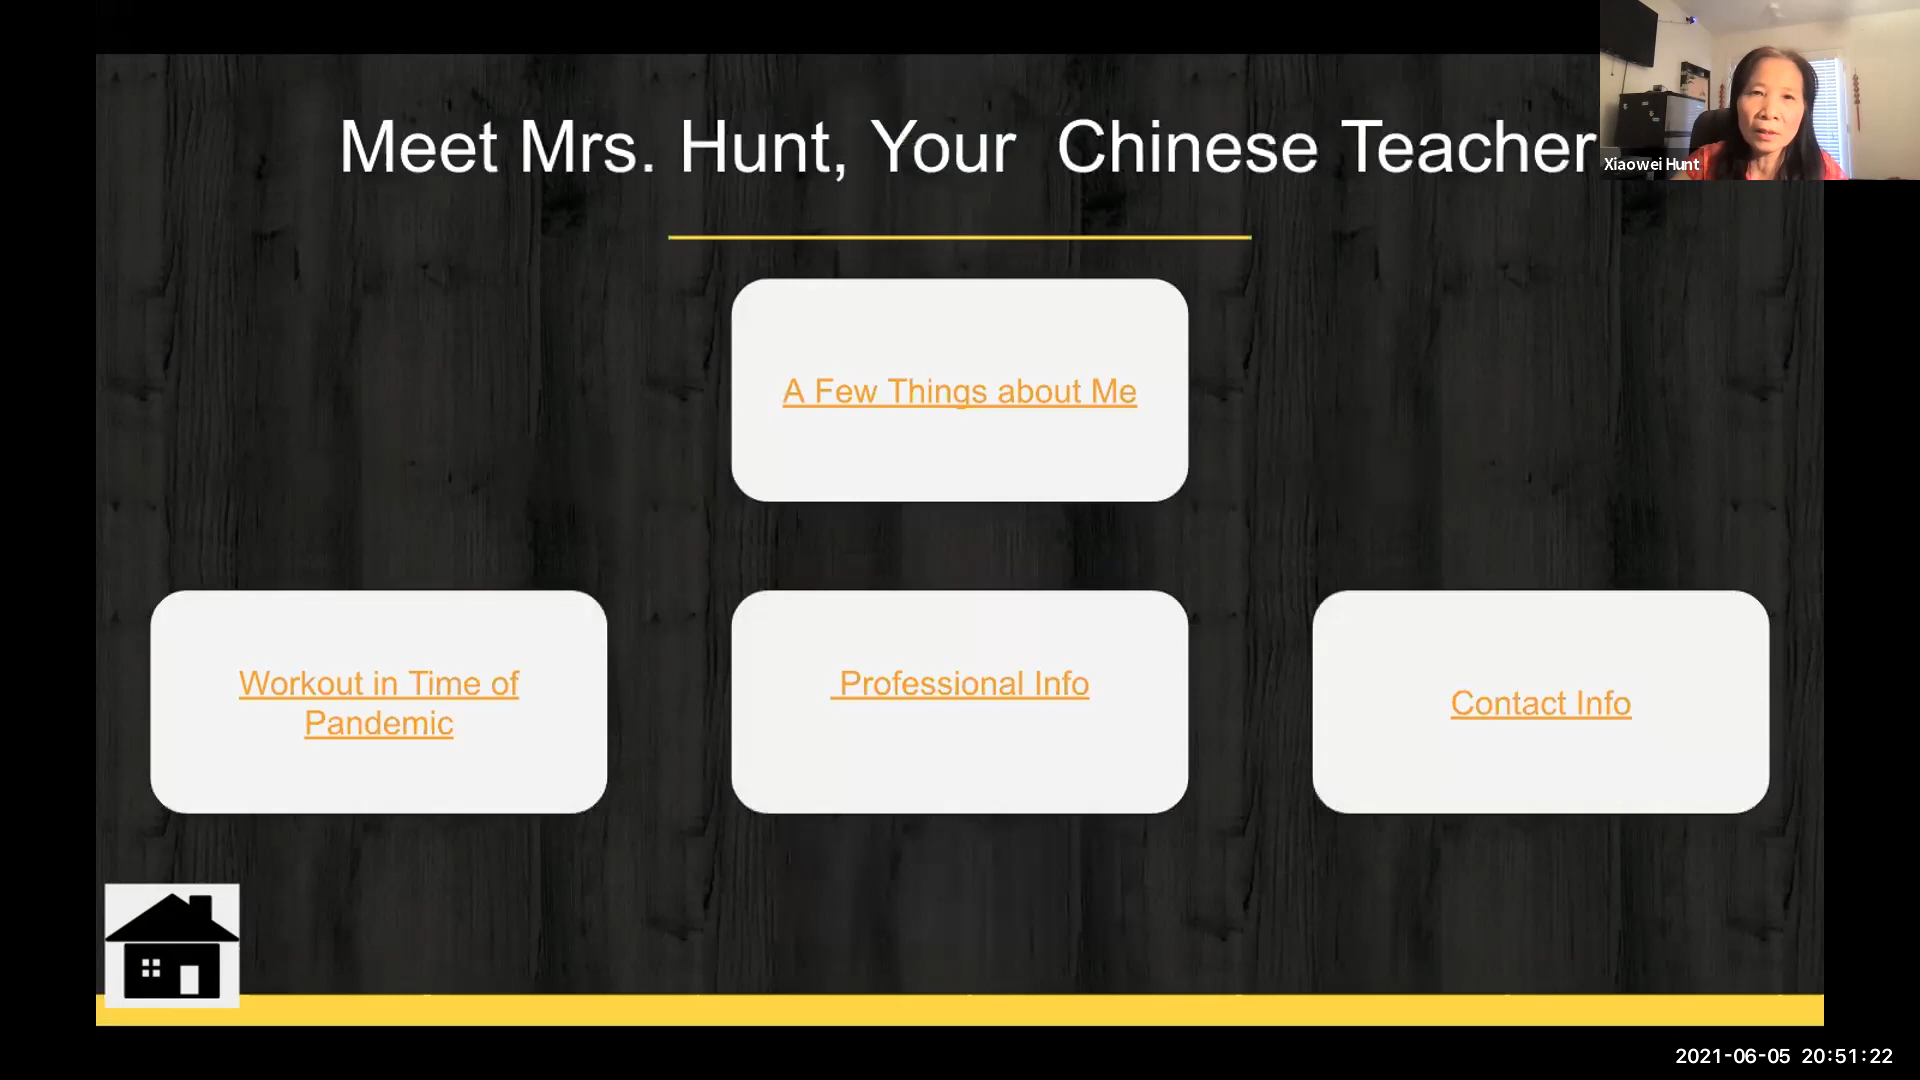 Meet Mrs. Hunt, Your  Chinese Teacher
Xiaowei Hunt
A Few Things about Me
Workout in Time of
Pandemic
Professional Info
Contact Info
2021-06-05 20:51:22